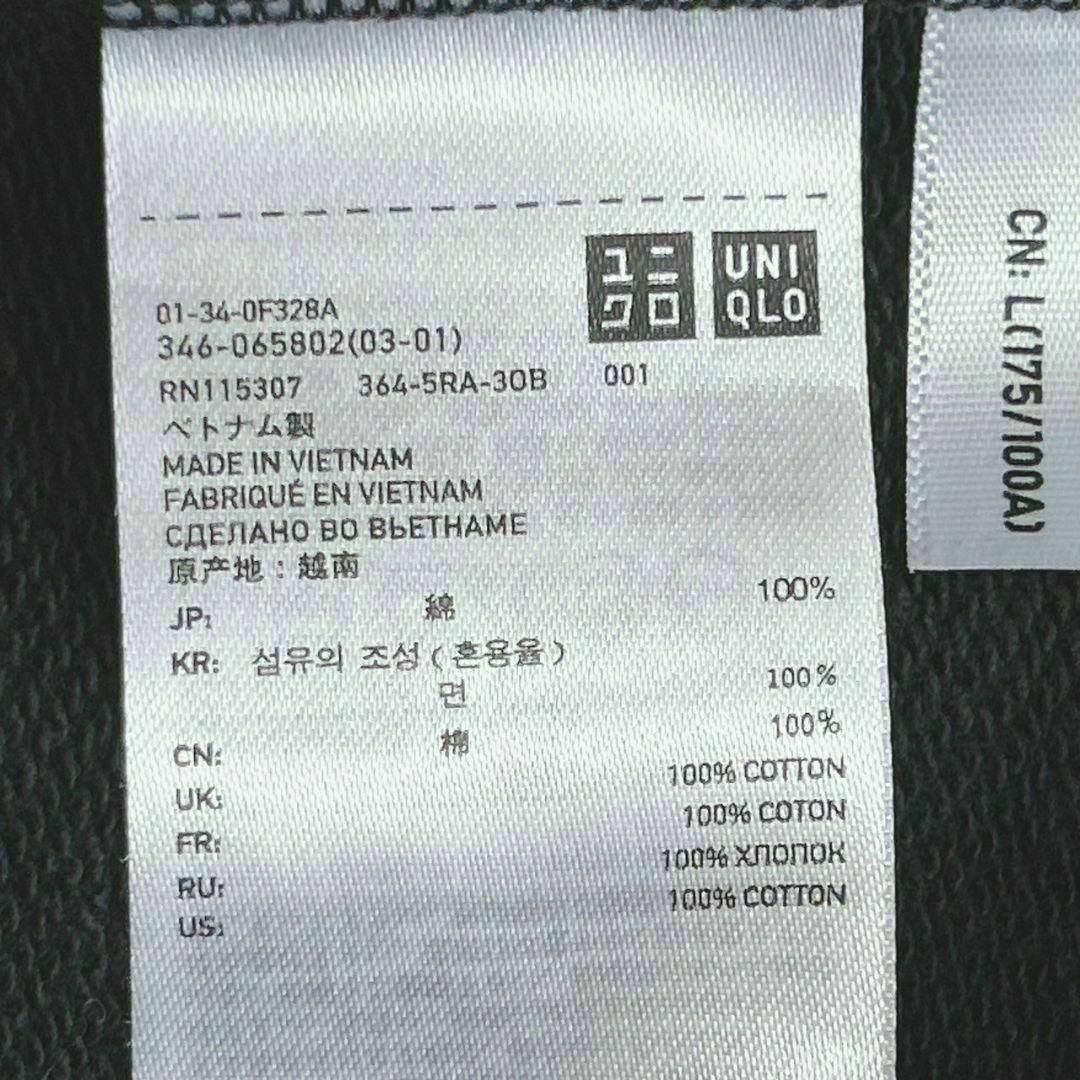 ユニ
クロ
UNI
QLO
01-34-0F328A
346-065802(03-01)
RN115307 364-5RA-30B 001
ベトナム製
MADE IN VIETNAM
FABRIQUÉ EN VIETNAM
СДЕЛАНО ВО ВЬЕТНАМЕ
原产地：越南
JP: 綿 100%
KR: 섬유의 조성 ( 혼용율 )
면 100%
CN: 棉 100%
UK: 100% COTTON
FR: 100% COTON
RU: 100% ХЛОПОК
US: 100% COTTON
CN: L(175/100A)